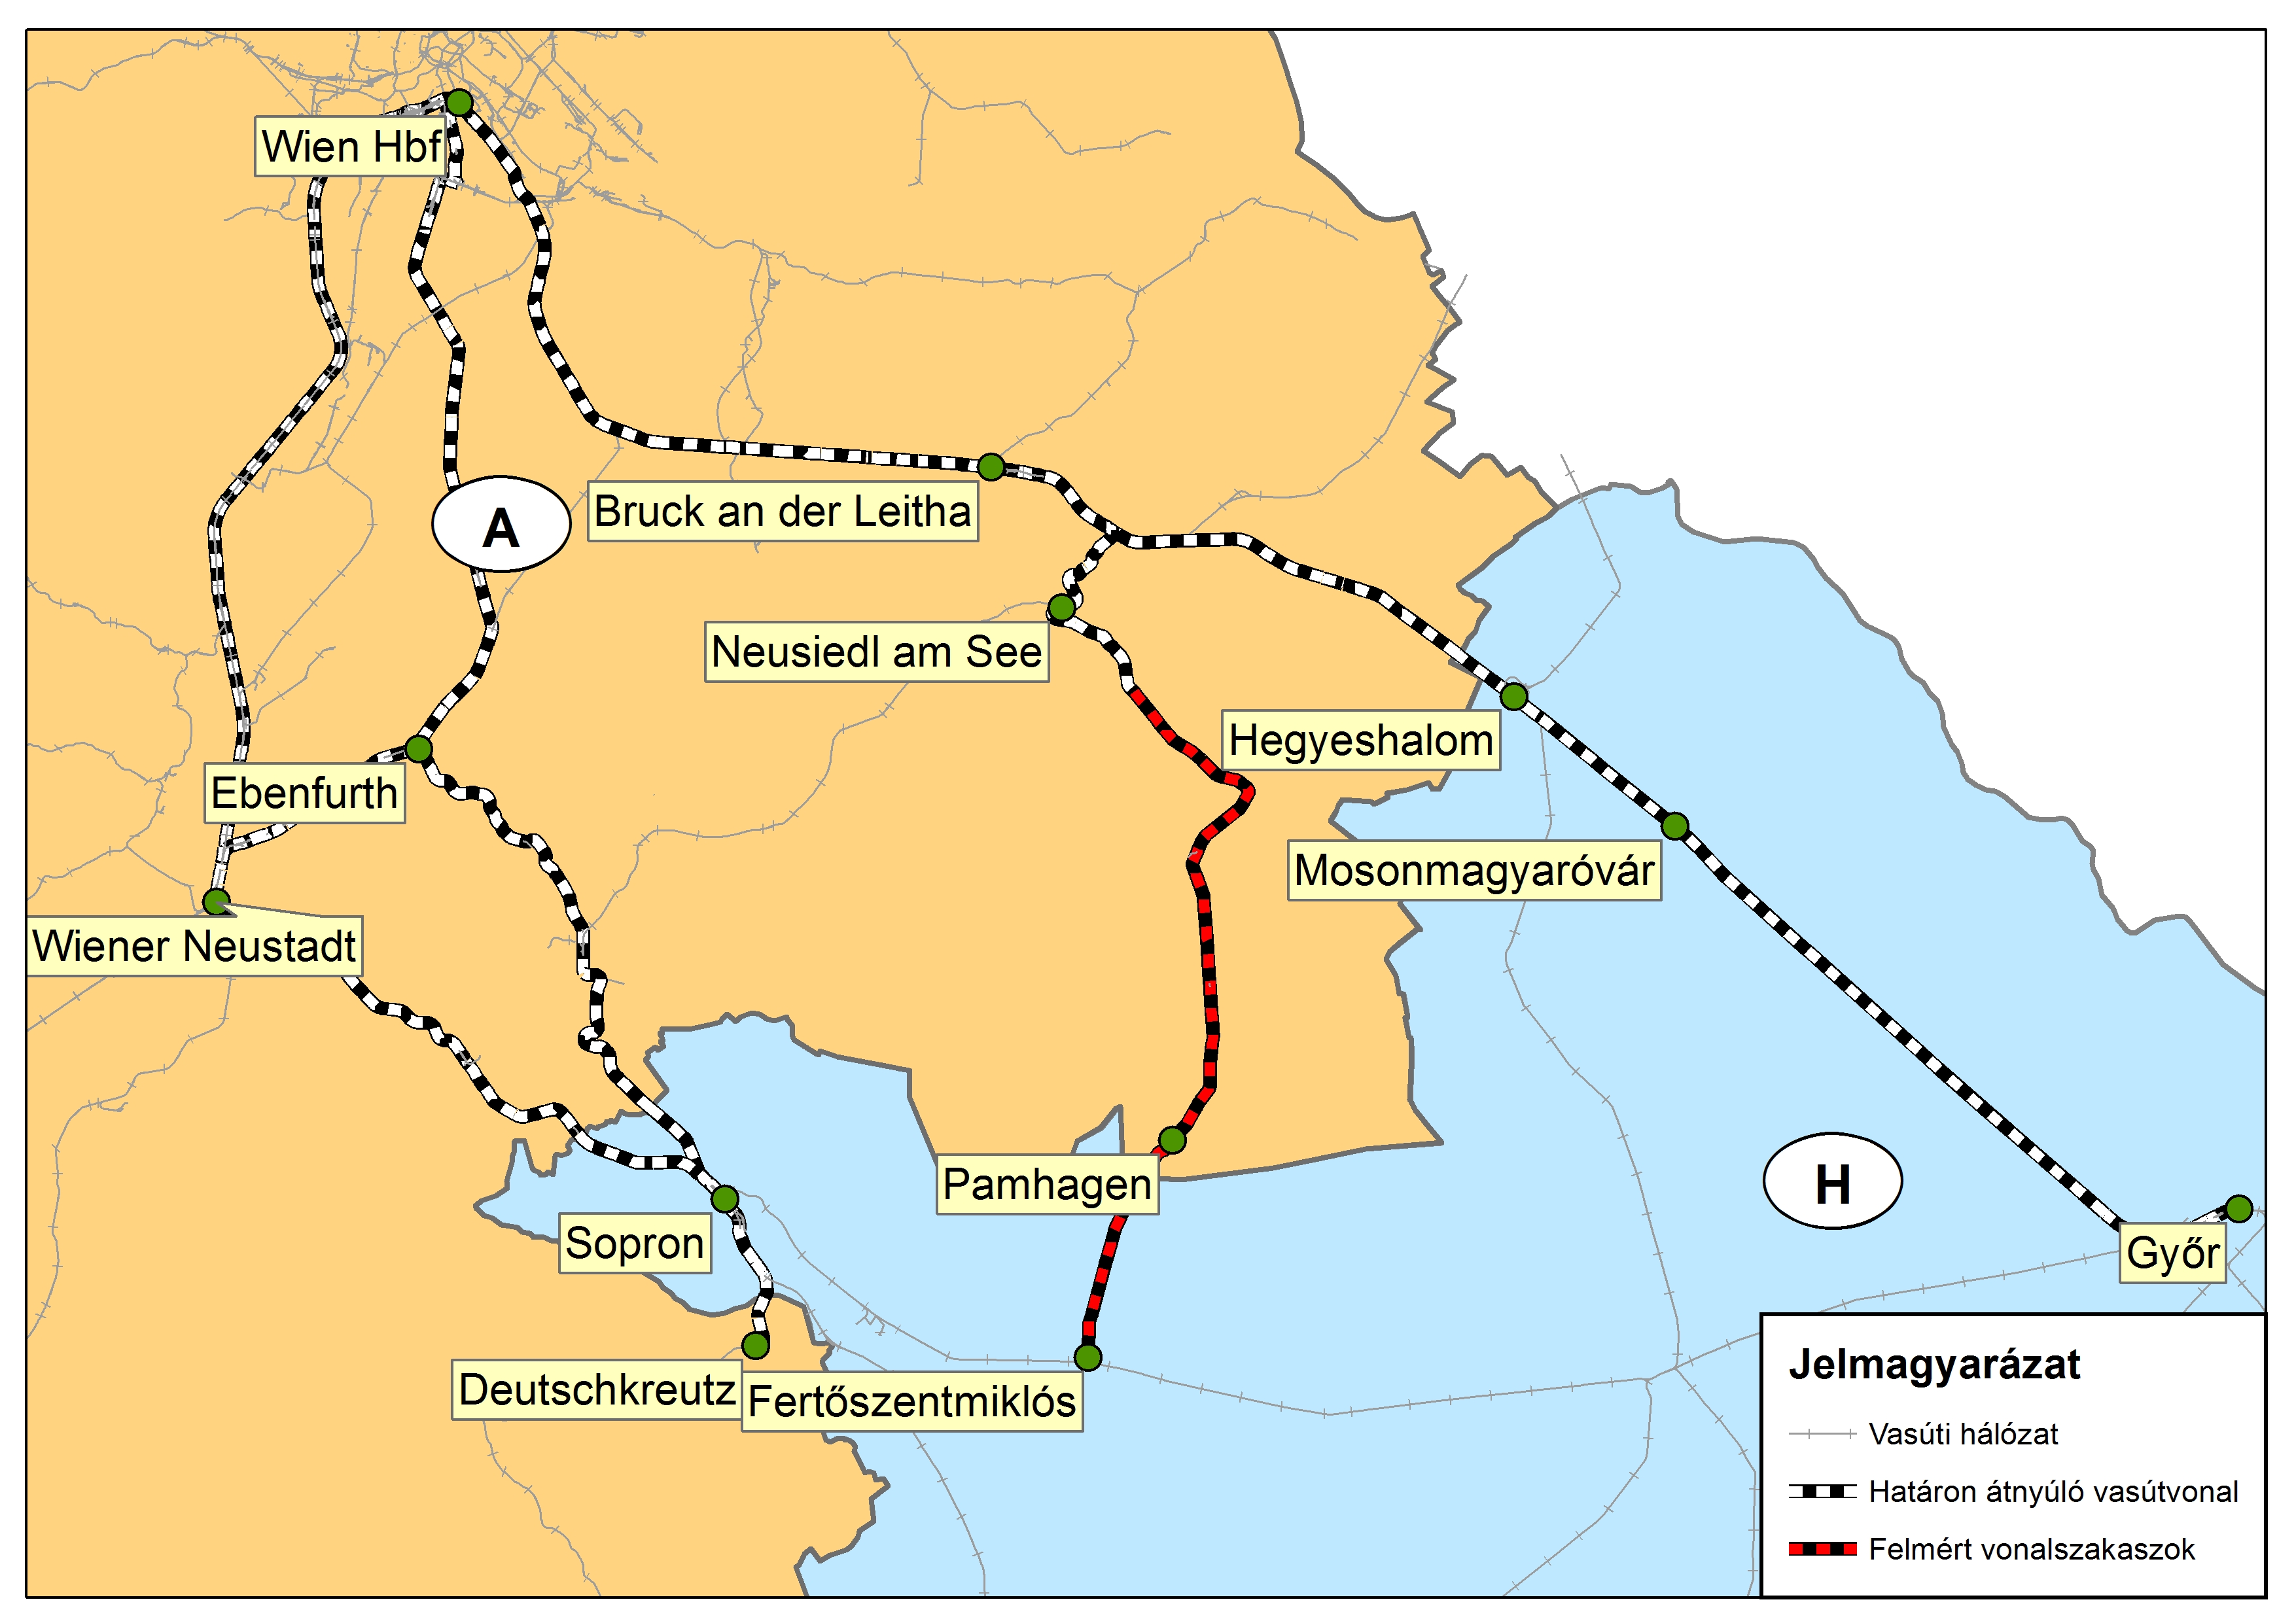 Wien Hbf
A
Bruck an der Leitha
Neusiedl am See
Hegyeshalom
Ebenfurth
Mosonmagyaróvár
Wiener Neustadt
Pamhagen
H
Sopron
Győr
Deutschkreutz
Fertőszentmiklós
Jelmagyarázat
Vasúti hálózat
Határon átnyúló vasútvonal
Felmért vonalszakaszok